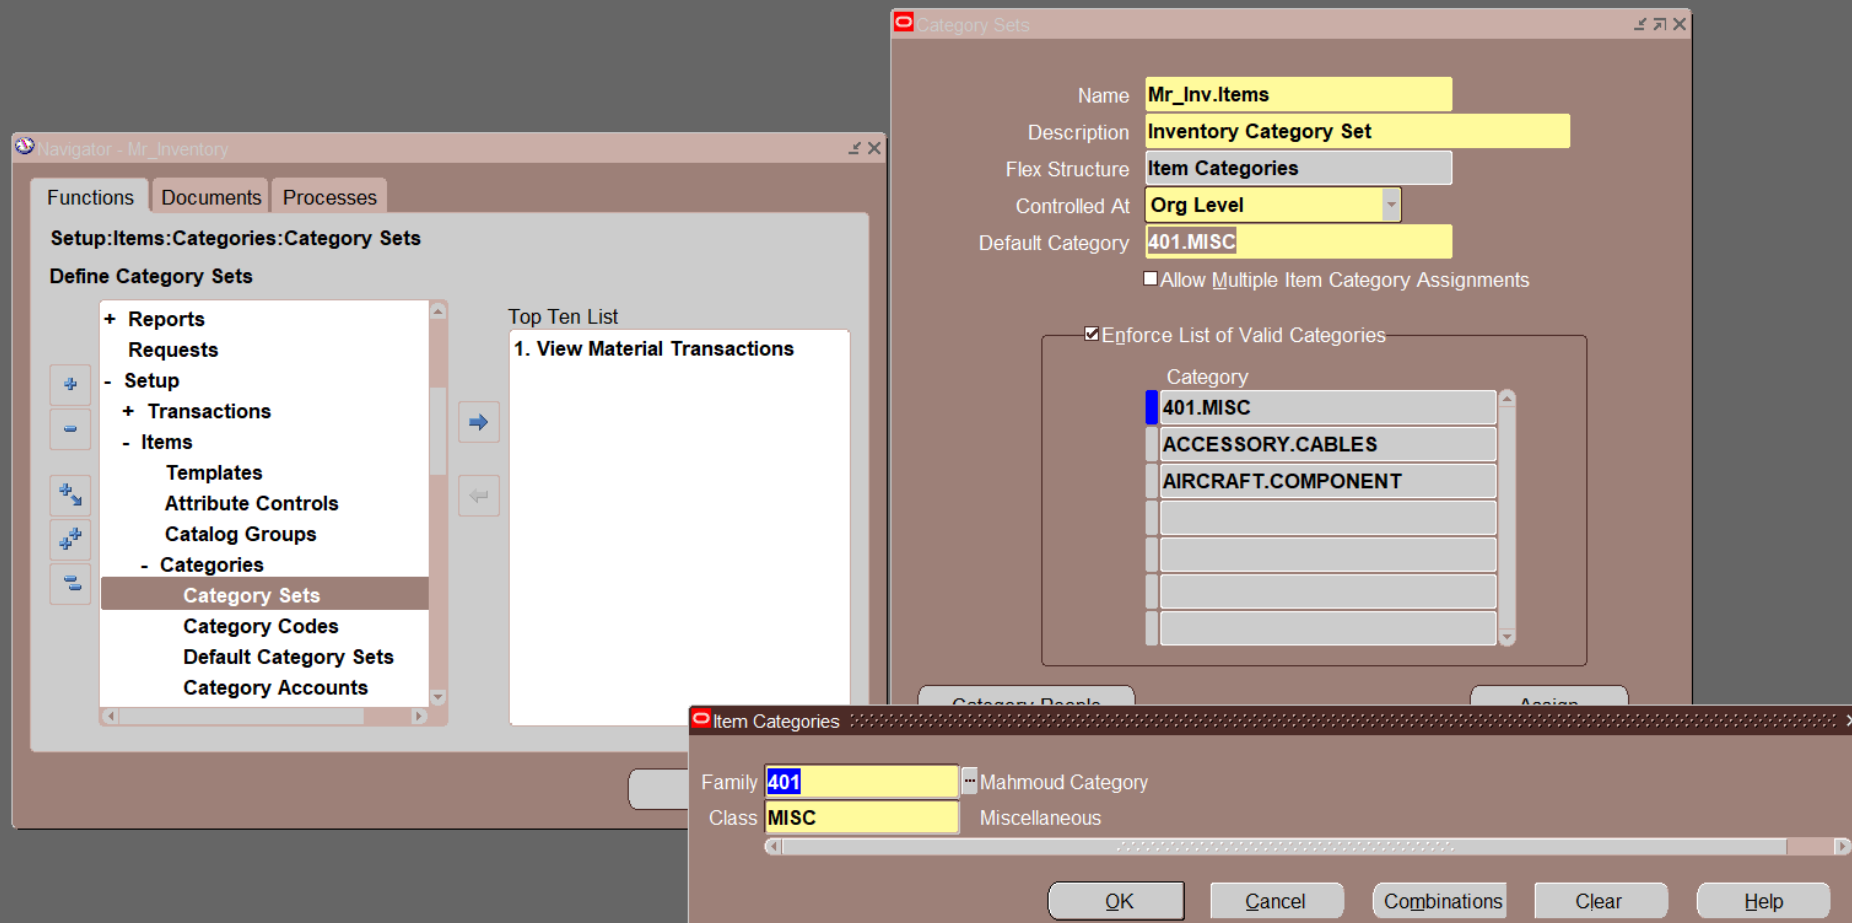 Navigator - Mr_Inventory
Functions
Documents
Processes
Setup:Items:Categories:Category Sets
Define Category Sets
+ Reports
Requests
- Setup
+ Transactions
- Items
Templates
Attribute Controls
Catalog Groups
- Categories
Category Sets
Category Codes
Default Category Sets
Category Accounts
Top Ten List
1. View Material Transactions
Category Sets
Name Mr_Inv.Items
Description Inventory Category Set
Flex Structure Item Categories
Controlled At Org Level
Default Category 401.MISC
Allow Multiple Item Category Assignments
Enforce List of Valid Categories
Category
401.MISC
ACCESSORY.CABLES
AIRCRAFT.COMPONENT
Category People
Assign
Item Categories
Family 401 Mahmoud Category
Class MISC Miscellaneous
OK
Cancel
Combinations
Clear
Help